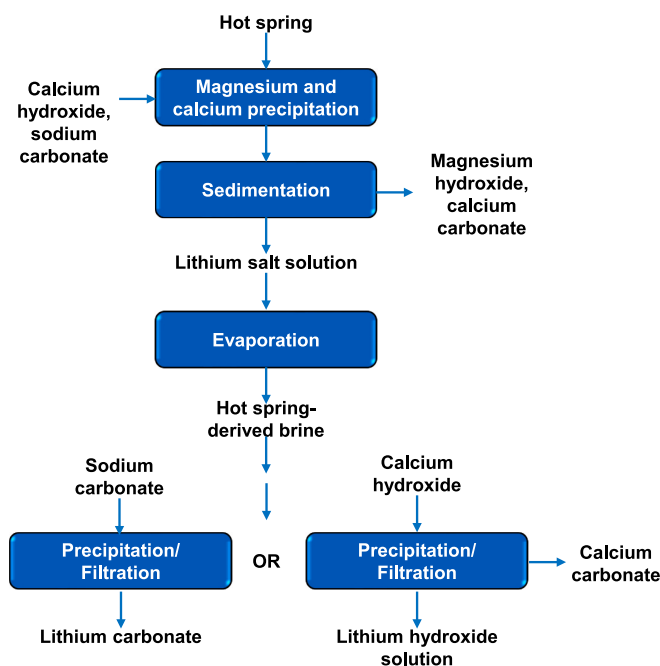 Hot spring
Calcium
hydroxide,
sodium
carbonate
Magnesium and
calcium precipitation
Sedimentation
Magnesium
hydroxide,
calcium
carbonate
Lithium salt solution
Evaporation
Hot spring-
derived brine
Sodium
carbonate
Calcium
hydroxide
Precipitation/
Filtration
OR
Precipitation/
Filtration
Calcium
carbonate
Lithium carbonate
Lithium hydroxide
solution